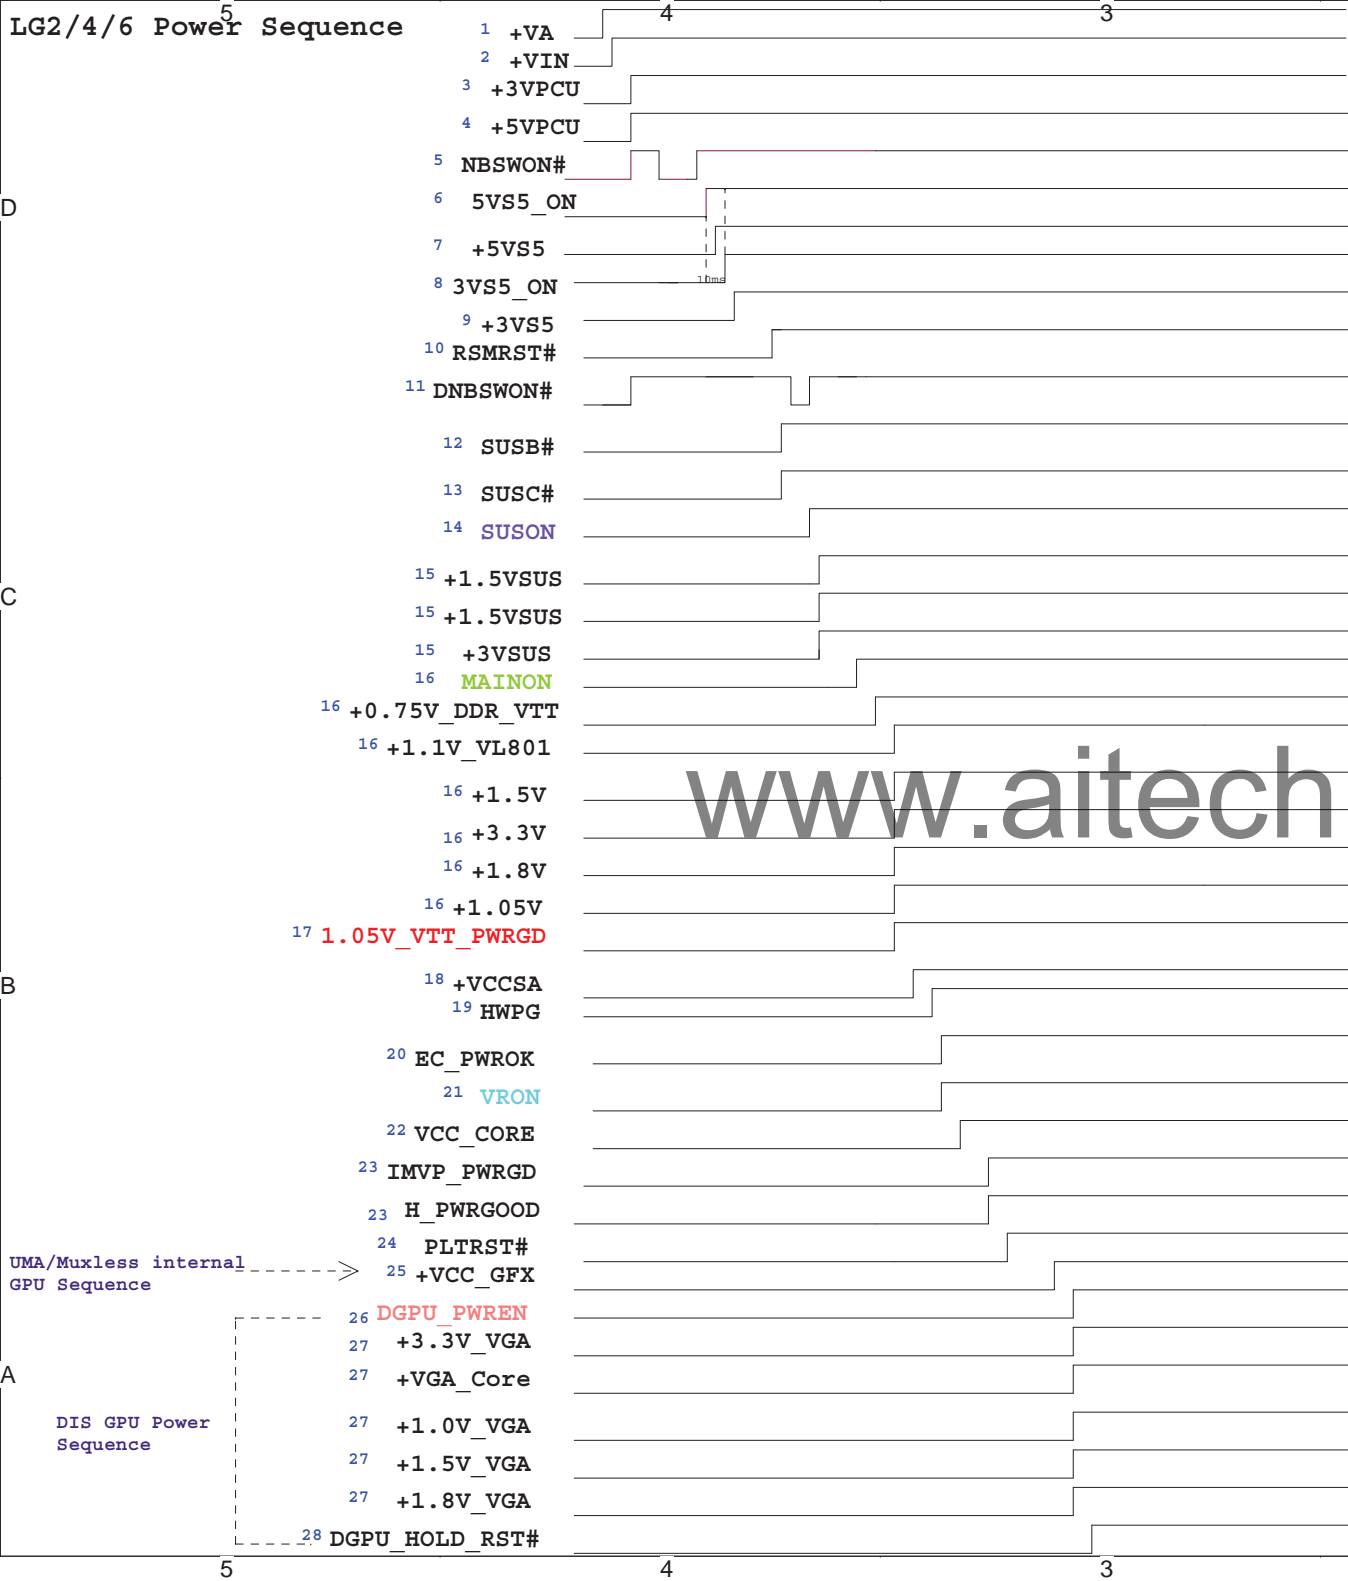 5 4 3
LG2/4/6 Power Sequence
1 +VA
2 +VIN
3 +3VPCU
4 +5VPCU
5 NBSWON#
D
6 5VS5_ON
7 +5VS5
10ms
8 3VS5_ON
9 +3VS5
10 RSMRST#
11 DNBSWON#
12 SUSB#
13 SUSC#
14 SUSON
15 +1.5VSUS
C
15 +1.5VSUS
15 +3VSUS
16 MAINON
16 +0.75V_DDR_VTT
16 +1.1V_VL801
www.aitech
16 +1.5V
16 +3.3V
16 +1.8V
16 +1.05V
17 1.05V_VTT_PWRGD
18 +VCCSA
B
19 HWPG
20 EC_PWROK
21 VRON
22 VCC_CORE
23 IMVP_PWRGD
23 H_PWRGOOD
24 PLTRST#
UMA/Muxless internal
GPU Sequence
25 +VCC_GFX
26 DGPU_PWREN
27 +3.3V_VGA
A
27 +VGA_Core
DIS GPU Power
Sequence
27 +1.0V_VGA
27 +1.5V_VGA
27 +1.8V_VGA
28 DGPU_HOLD_RST#
5 4 3